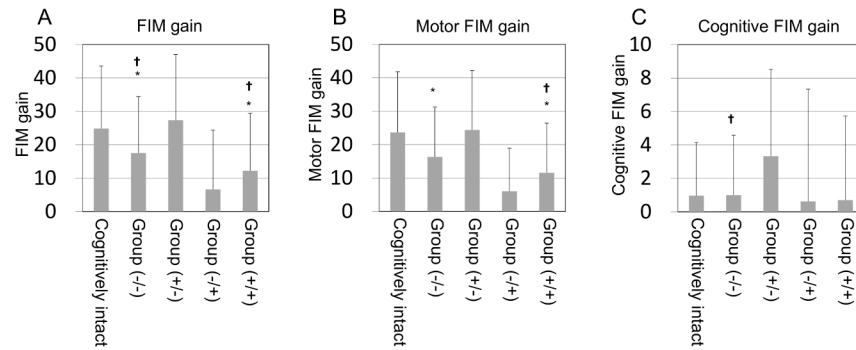 A
FIM gain
FIM gain
50
40
30
20
10
0
†
*
†
*
Cognitively intact
Group (-/-)
Group (+/-)
Group (-/+)
Group (+/+)
B
Motor FIM gain
Motor FIM gain
50
40
30
20
10
0
*
†
*
Cognitively intact
Group (-/-)
Group (+/-)
Group (-/+)
Group (+/+)
C
Cognitive FIM gain
Cognitive FIM gain
10
8
6
4
2
0
†
Cognitively intact
Group (-/-)
Group (+/-)
Group (-/+)
Group (+/+)